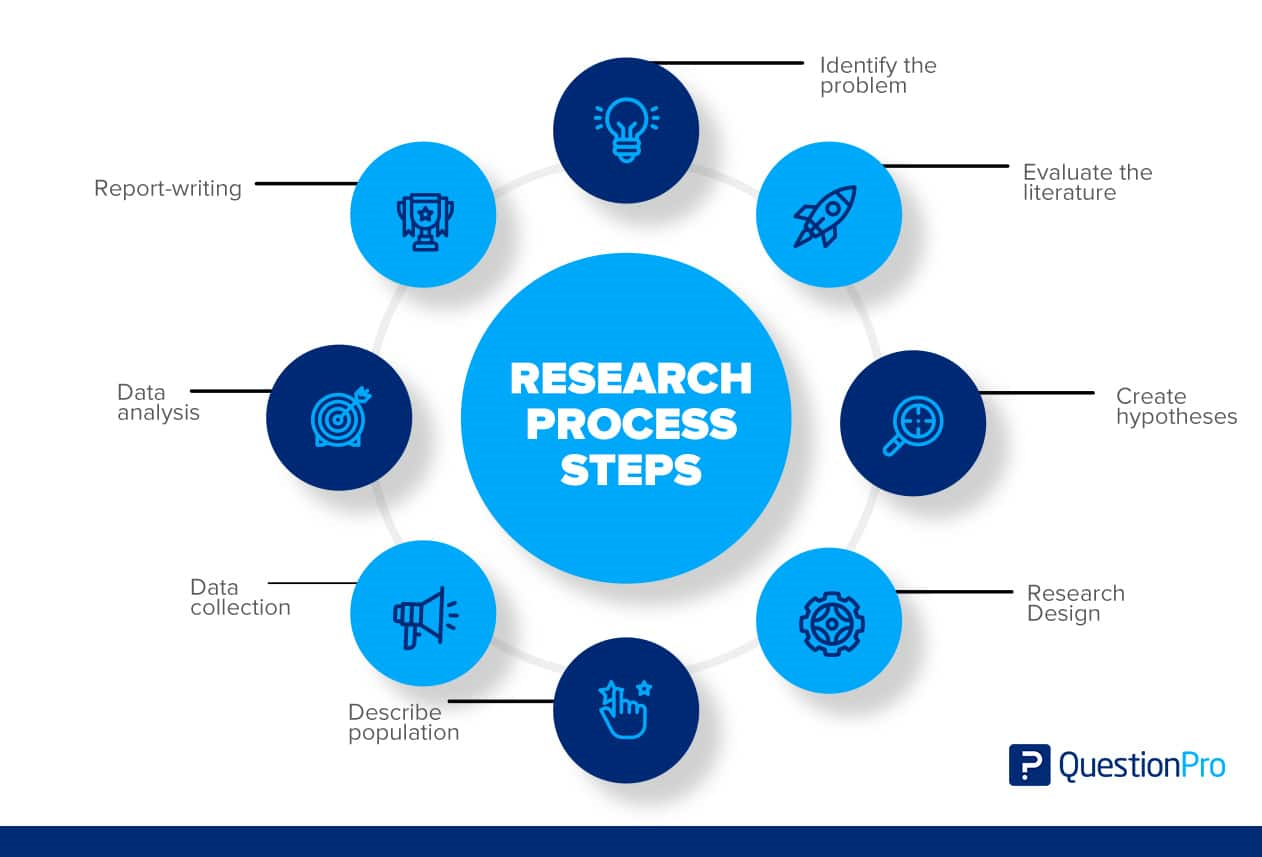 Identify the
problem
Evaluate the
literature
Create
hypotheses
Research
Design
Describe
population
Data
collection
Data
analysis
Report-writing
RESEARCH
PROCESS
STEPS
? QuestionPro